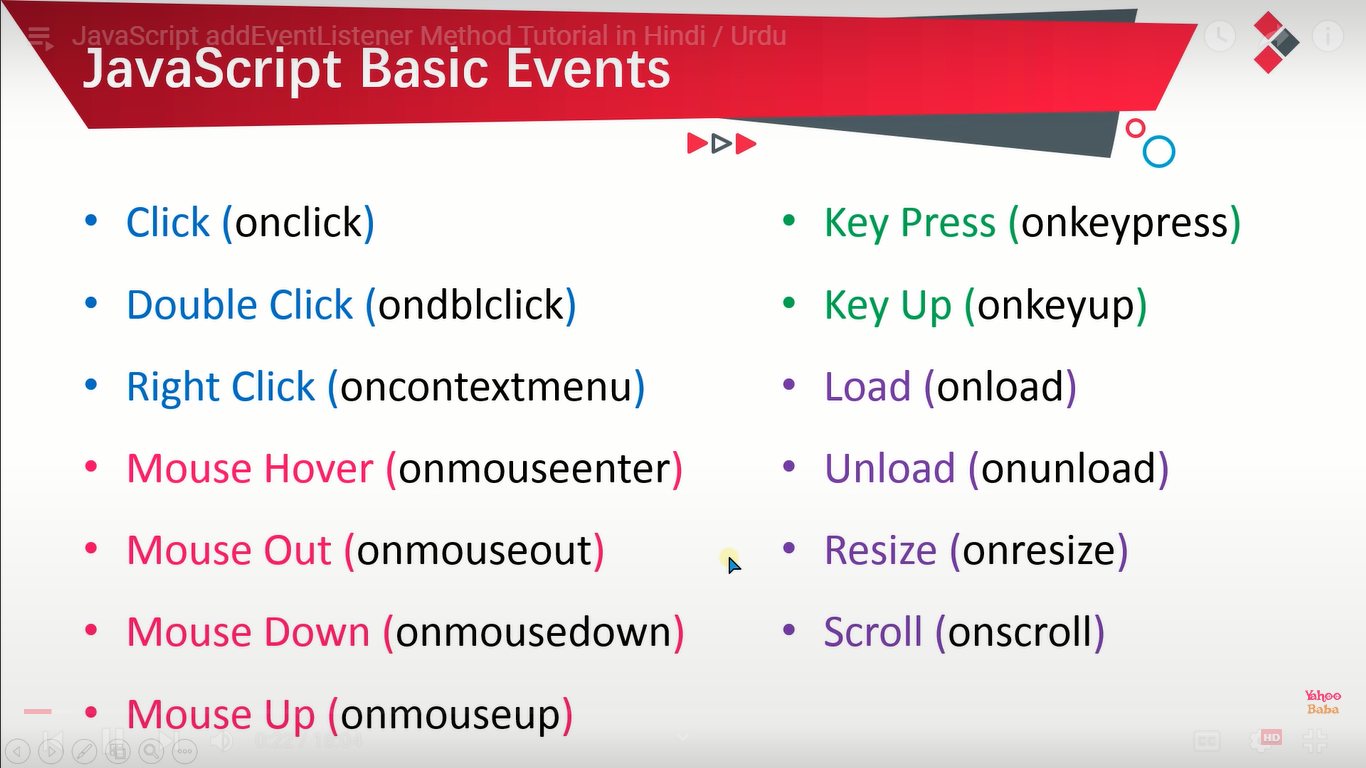 JavaScript addEventListener Method Tutorial in Hindi / Urdu
JavaScript Basic Events
• Click (onclick)
• Double Click (ondblclick)
• Right Click (oncontextmenu)
• Mouse Hover (onmouseenter)
• Mouse Out (onmouseout)
• Mouse Down (onmousedown)
• Mouse Up (onmouseup)
• Key Press (onkeypress)
• Key Up (onkeyup)
• Load (onload)
• Unload (onunload)
• Resize (onresize)
• Scroll (onscroll)
Yahoo
Baba
HD